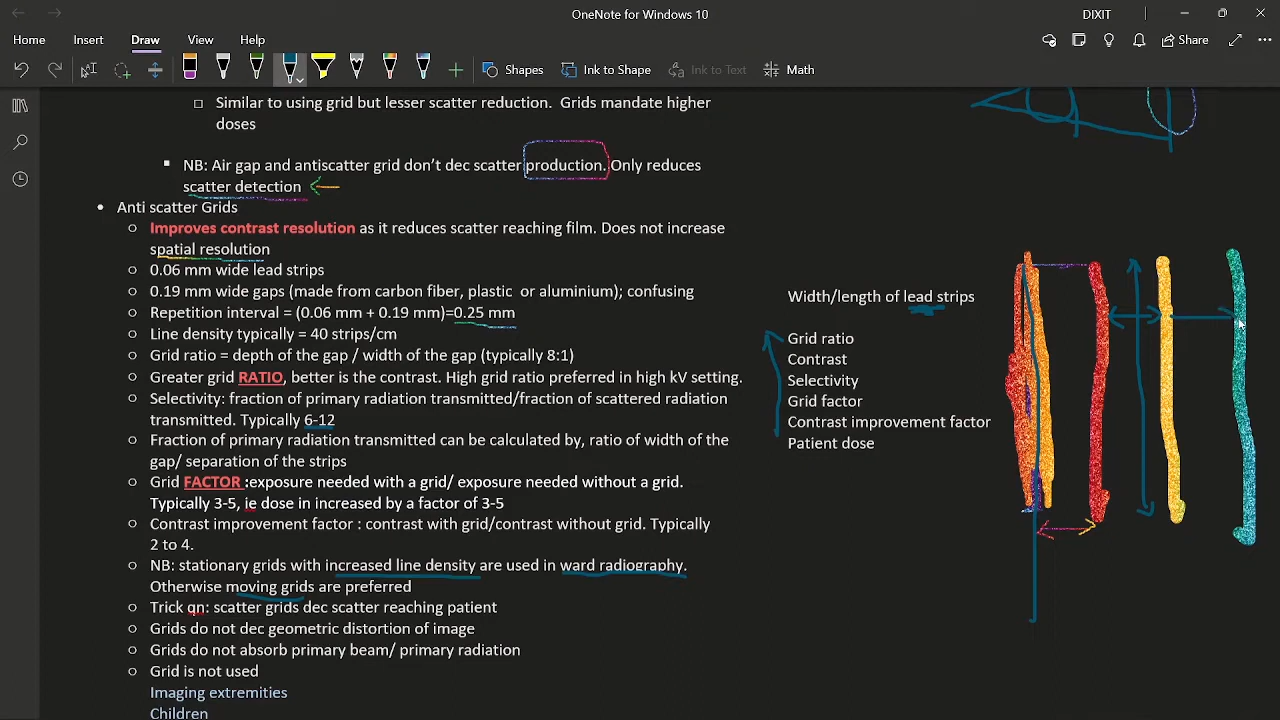 OneNote for Windows 10
DIXIT
Home
Insert
Draw
View
Help
Shapes
Ink to Shape
Ink to Text
Math
Share
Similar to using grid but lesser scatter reduction.  Grids mandate higher
doses
NB: Air gap and antiscatter grid don't dec scatter production. Only reduces
scatter detection
Anti scatter Grids
Improves contrast resolution as it reduces scatter reaching film. Does not increase
spatial resolution
0.06 mm wide lead strips
0.19 mm wide gaps (made from carbon fiber, plastic  or aluminium); confusing
Repetition interval = (0.06 mm + 0.19 mm)=0.25 mm
Line density typically = 40 strips/cm
Grid ratio = depth of the gap / width of the gap (typically 8:1)
Greater grid RATIO, better is the contrast. High grid ratio preferred in high kV setting.
Selectivity: fraction of primary radiation transmitted/fraction of scattered radiation
transmitted. Typically 6-12
Fraction of primary radiation transmitted can be calculated by, ratio of width of the
gap/ separation of the strips
Grid FACTOR :exposure needed with a grid/ exposure needed without a grid.
Typically 3-5, ie dose in increased by a factor of 3-5
Contrast improvement factor : contrast with grid/contrast without grid. Typically
2 to 4.
NB: stationary grids with increased line density are used in ward radiography.
Otherwise moving grids are preferred
Trick qn: scatter grids dec scatter reaching patient
Grids do not dec geometric distortion of image
Grids do not absorb primary beam/ primary radiation
Grid is not used
Imaging extremities
Children
Width/length of lead strips
Grid ratio
Contrast
Selectivity
Grid factor
Contrast improvement factor
Patient dose